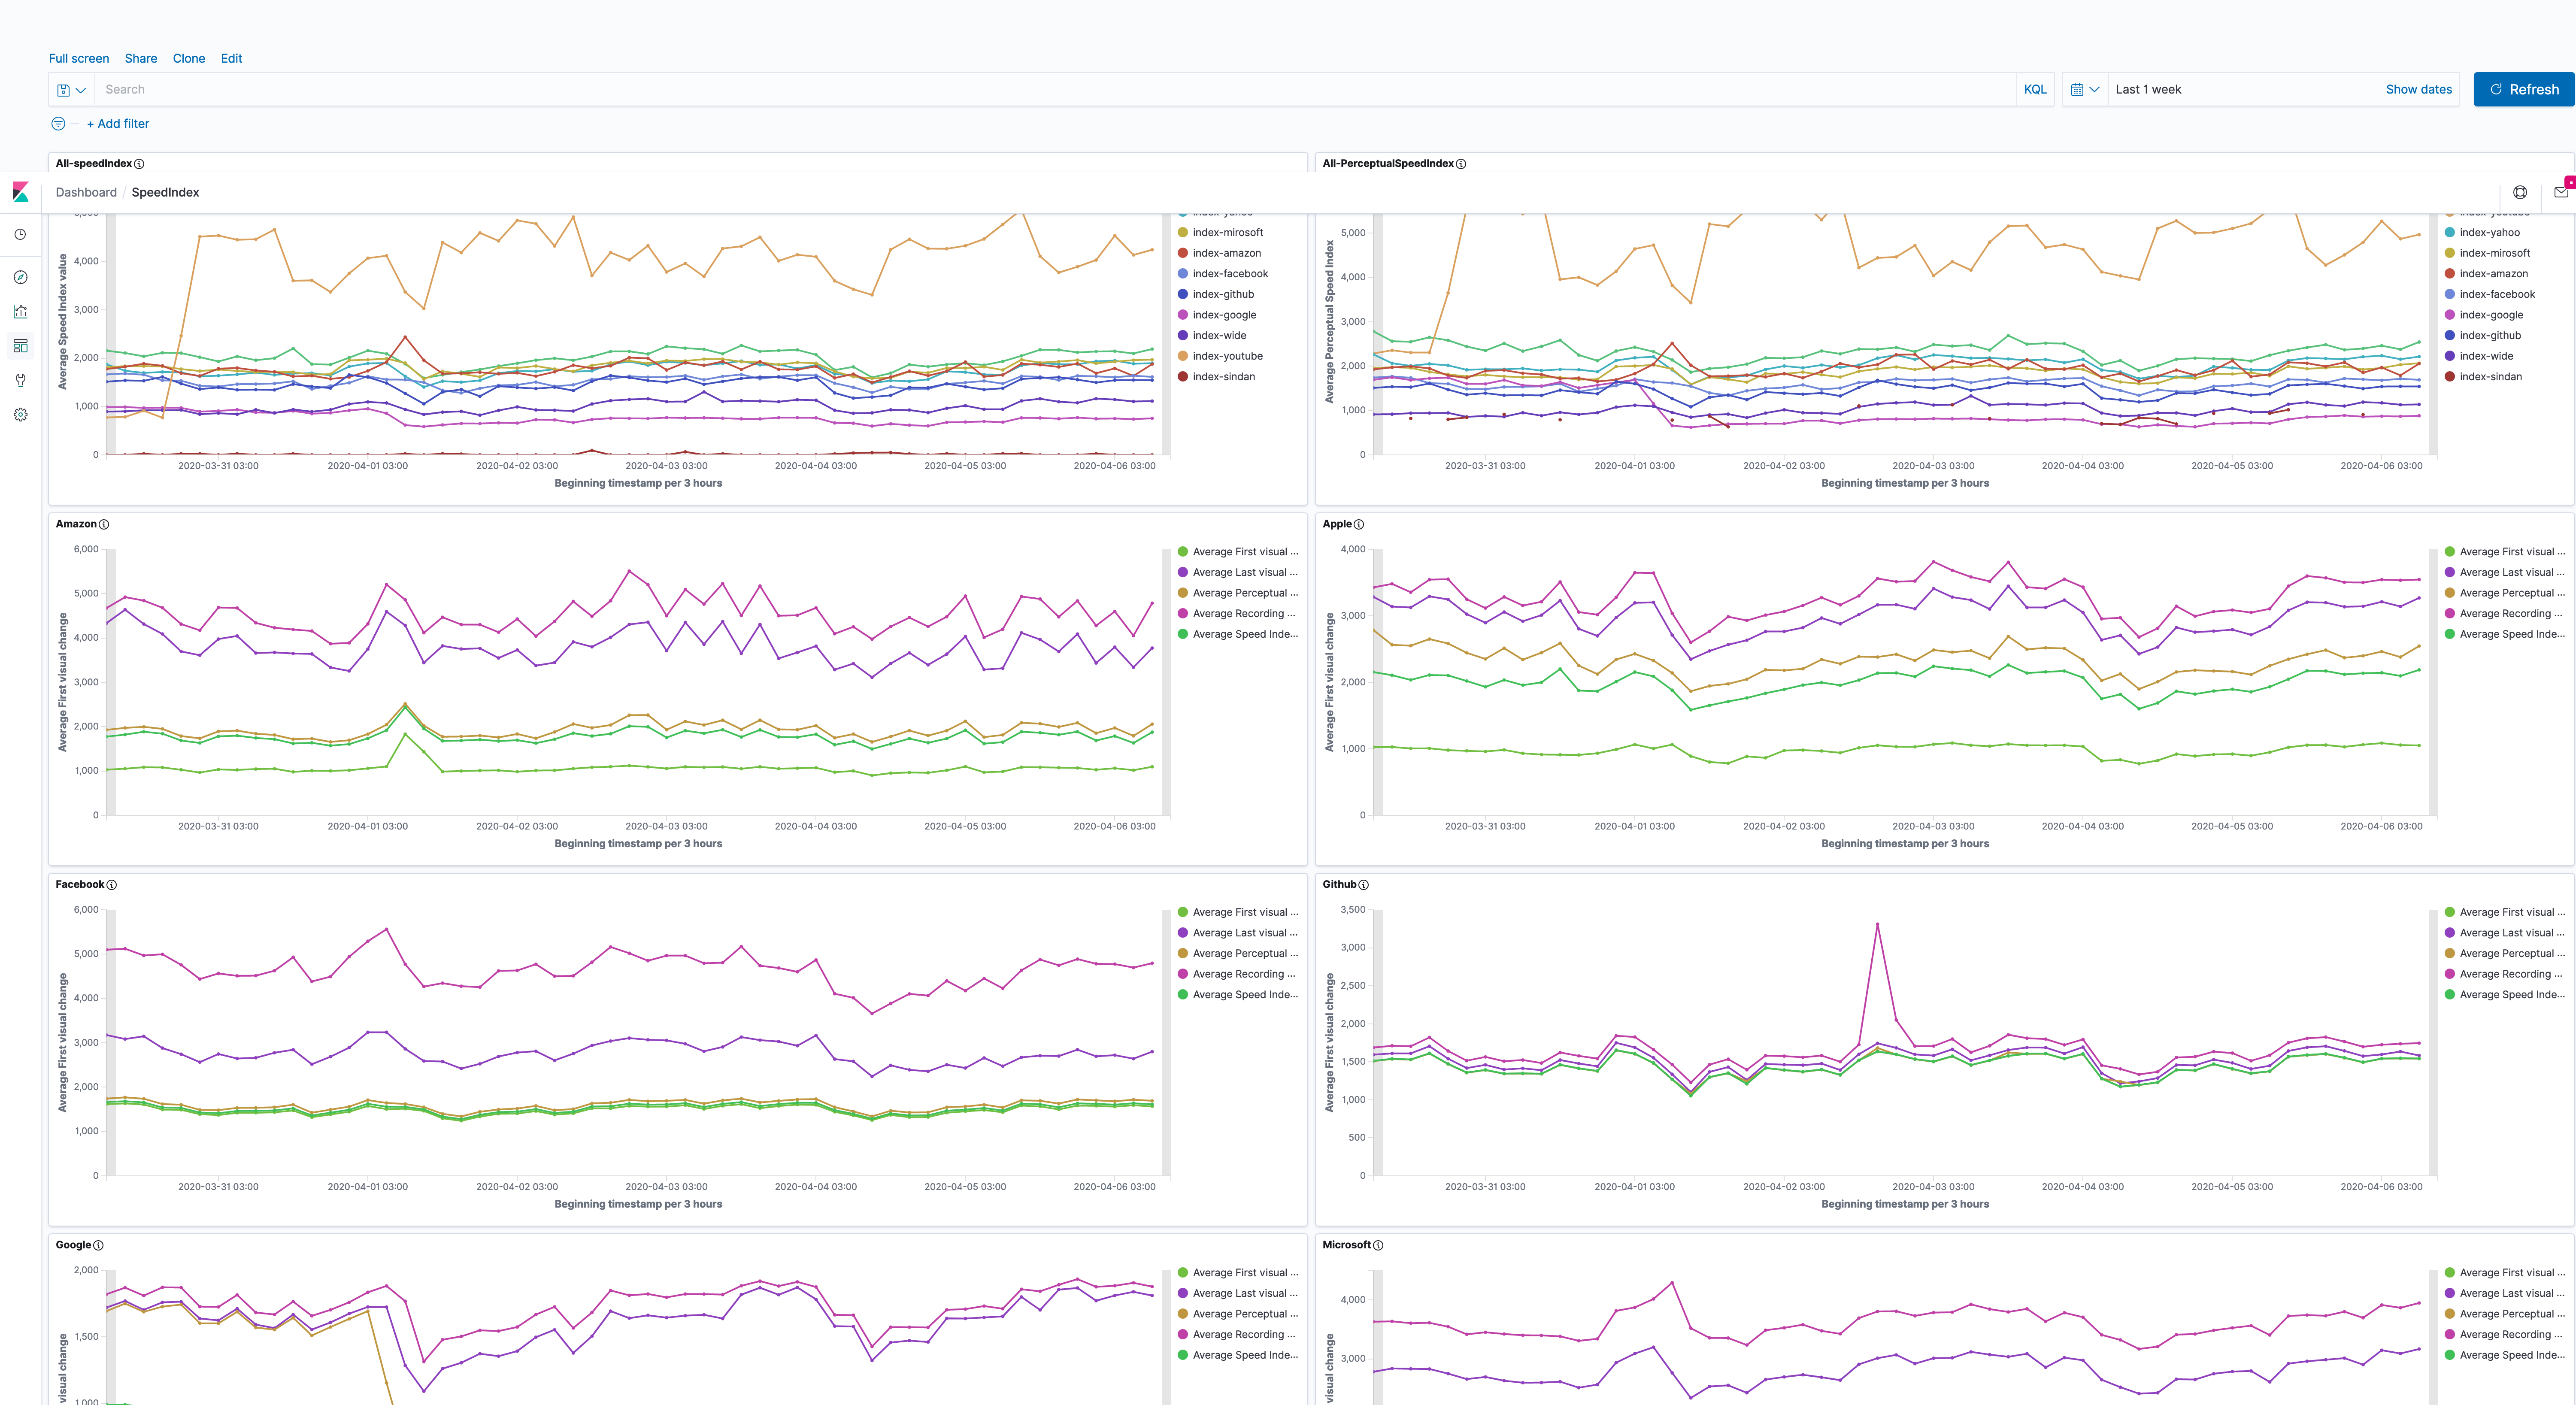 Full screen Share Clone Edit
Search KQL Last 1 week Show dates Refresh
+ Add filter
All-speedIndex
All-PerceptualSpeedIndex
Dashboard / SpeedIndex
Average Speed Index value
4,000
3,000
2,000
1,000
0
2020-03-31 03:00 2020-04-01 03:00 2020-04-02 03:00 2020-04-03 03:00 2020-04-04 03:00 2020-04-05 03:00 2020-04-06 03:00
Beginning timestamp per 3 hours
index-yahoo
index-mirosoft
index-amazon
index-facebook
index-github
index-google
index-wide
index-youtube
index-sindan
Average Perceptual Speed Index
5,000
4,000
3,000
2,000
1,000
0
2020-03-31 03:00 2020-04-01 03:00 2020-04-02 03:00 2020-04-03 03:00 2020-04-04 03:00 2020-04-05 03:00 2020-04-06 03:00
Beginning timestamp per 3 hours
index-youtube
index-yahoo
index-mirosoft
index-amazon
index-facebook
index-google
index-github
index-wide
index-sindan
Amazon
Average First visual change
6,000
5,000
4,000
3,000
2,000
1,000
0
2020-03-31 03:00 2020-04-01 03:00 2020-04-02 03:00 2020-04-03 03:00 2020-04-04 03:00 2020-04-05 03:00 2020-04-06 03:00
Beginning timestamp per 3 hours
Average First visual ...
Average Last visual ...
Average Perceptual ...
Average Recording ...
Average Speed Inde...
Apple
Average First visual change
4,000
3,000
2,000
1,000
0
2020-03-31 03:00 2020-04-01 03:00 2020-04-02 03:00 2020-04-03 03:00 2020-04-04 03:00 2020-04-05 03:00 2020-04-06 03:00
Beginning timestamp per 3 hours
Average First visual ...
Average Last visual ...
Average Perceptual ...
Average Recording ...
Average Speed Inde...
Facebook
Average First visual change
6,000
5,000
4,000
3,000
2,000
1,000
0
2020-03-31 03:00 2020-04-01 03:00 2020-04-02 03:00 2020-04-03 03:00 2020-04-04 03:00 2020-04-05 03:00 2020-04-06 03:00
Beginning timestamp per 3 hours
Average First visual ...
Average Last visual ...
Average Perceptual ...
Average Recording ...
Average Speed Inde...
Github
Average First visual change
3,500
3,000
2,500
2,000
1,500
1,000
500
0
2020-03-31 03:00 2020-04-01 03:00 2020-04-02 03:00 2020-04-03 03:00 2020-04-04 03:00 2020-04-05 03:00 2020-04-06 03:00
Beginning timestamp per 3 hours
Average First visual ...
Average Last visual ...
Average Perceptual ...
Average Recording ...
Average Speed Inde...
Google
visual change
2,000
1,500
1,000
Average First visual ...
Average Last visual ...
Average Perceptual ...
Average Recording ...
Average Speed Inde...
Microsoft
visual change
4,000
3,000
Average First visual ...
Average Last visual ...
Average Perceptual ...
Average Recording ...
Average Speed Inde...